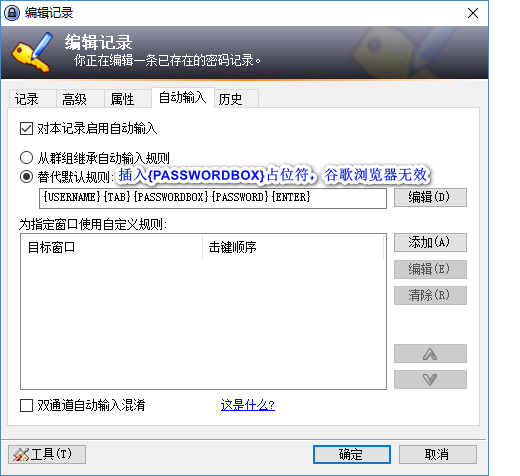 编辑记录
编辑记录
你正在编辑一条已存在的密码记录。
记录 高级 属性 自动输入 历史
对本记录启用自动输入
从群组继承自动输入规则
替代默认规则: 插入{PASSWORDBOX}占位符，谷歌浏览器无效
{USERNAME}{TAB}{PASSWORDBOX}{PASSWORD}{ENTER} 编辑(D)
为指定窗口使用自定义规则:
目标窗口 击键顺序 添加(A)
编辑(E)
清除(R)
双通道自动输入混淆 这是什么?
工具(T) 确定 取消